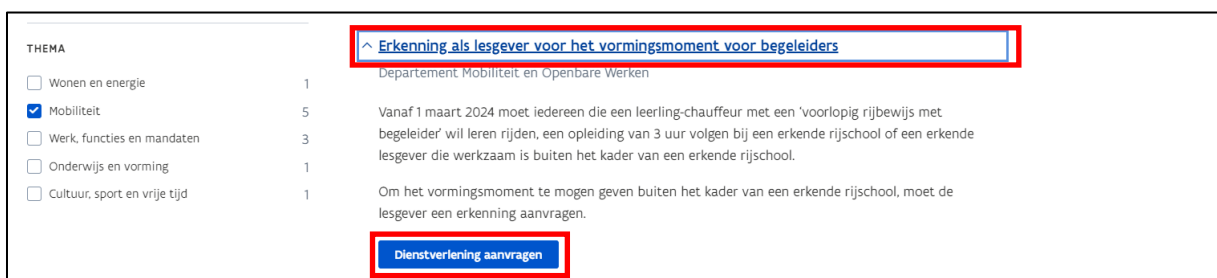 THEMA
Wonen en energie 1
Mobiliteit 5
Werk, functies en mandaten 3
Onderwijs en vorming 1
Cultuur, sport en vrije tijd 1
Erkenning als lesgever voor het vormingsmoment voor begeleiders
Departement Mobiliteit en Openbare Werken
Vanaf 1 maart 2024 moet iedereen die een leerling-chauffeur met een ‘voorlopig rijbewijs met
begeleider’ wil leren rijden, een opleiding van 3 uur volgen bij een erkende rijschool of een erkende
lesgever die werkzaam is buiten het kader van een erkende rijschool.
Om het vormingsmoment te mogen geven buiten het kader van een erkende rijschool, moet de
lesgever een erkenning aanvragen.
Dienstverlening aanvragen